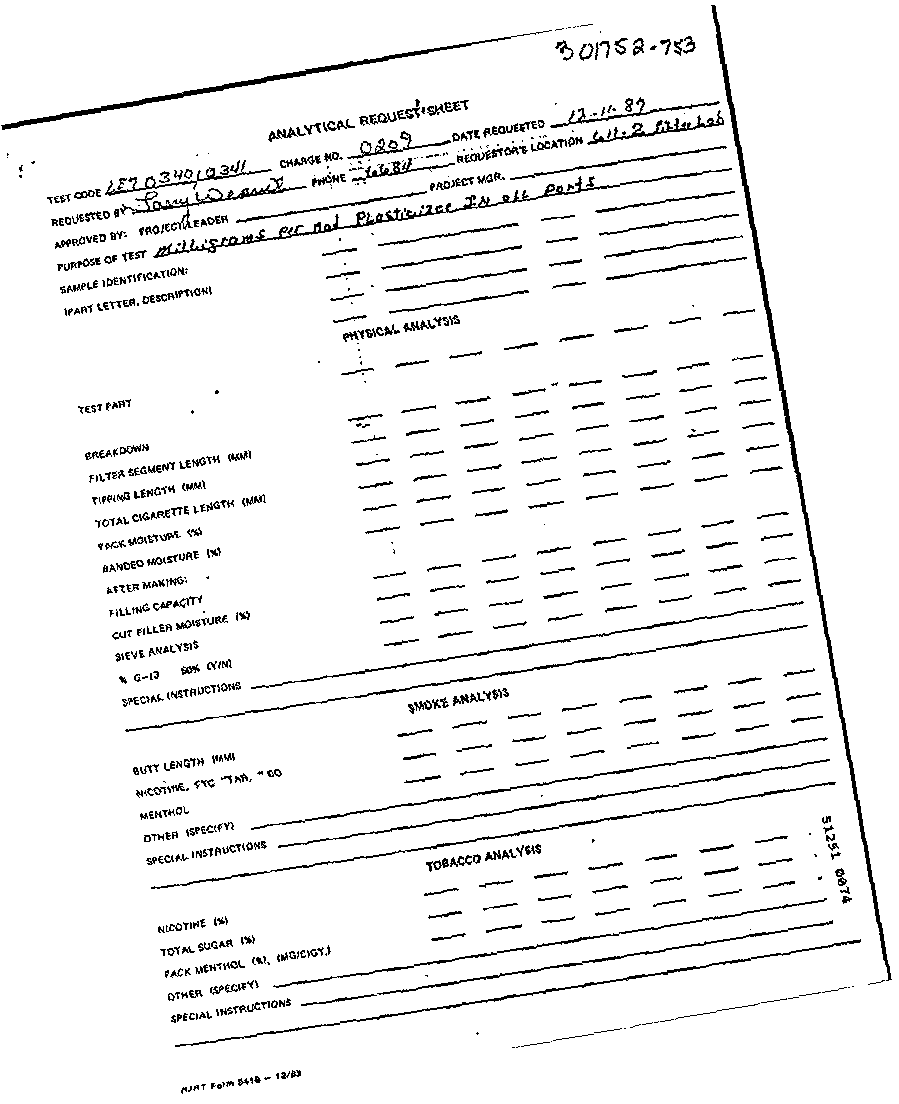 301752-753
ANALYTICAL REQUEST SHEET
TEST CODE LE7 0340, 0341 CHARGE NO. 0209 DATE REQUESTED 12-11-87
REQUESTED BY Larry PHONE 6684 REQUESTOR'S LOCATION 611-2 Filter Lab
APPROVED BY: PROJECT LEADER PROJECT MGR.
PURPOSE OF TEST Milligrams per Rod Plasticizer IN all Parts
SAMPLE IDENTIFICATION:
(PART LETTER, DESCRIPTION)
PHYSICAL ANALYSIS
TEST PART
BREAKDOWN
FILTER SEGMENT LENGTH (MM)
TIPPING LENGTH (MM)
TOTAL CIGARETTE LENGTH (MM)
PACK MOISTURE (%)
BANDED MOISTURE (%)
AFTER MAKING:
FILLING CAPACITY
CUT FILLER MOISTURE (%)
SIEVE ANALYSIS
% G-13 50% (Y/N)
SPECIAL INSTRUCTIONS
SMOKE ANALYSIS
BUTT LENGTH (MM)
NICOTINE, FTC "TAR," CO
MENTHOL
OTHER (SPECIFY)
SPECIAL INSTRUCTIONS
TOBACCO ANALYSIS
NICOTINE (%)
TOTAL SUGAR (%)
PACK MENTHOL (%), (MG/CIGT.)
OTHER (SPECIFY)
SPECIAL INSTRUCTIONS
51251 0074
RJRT Form 5418 - 12/83